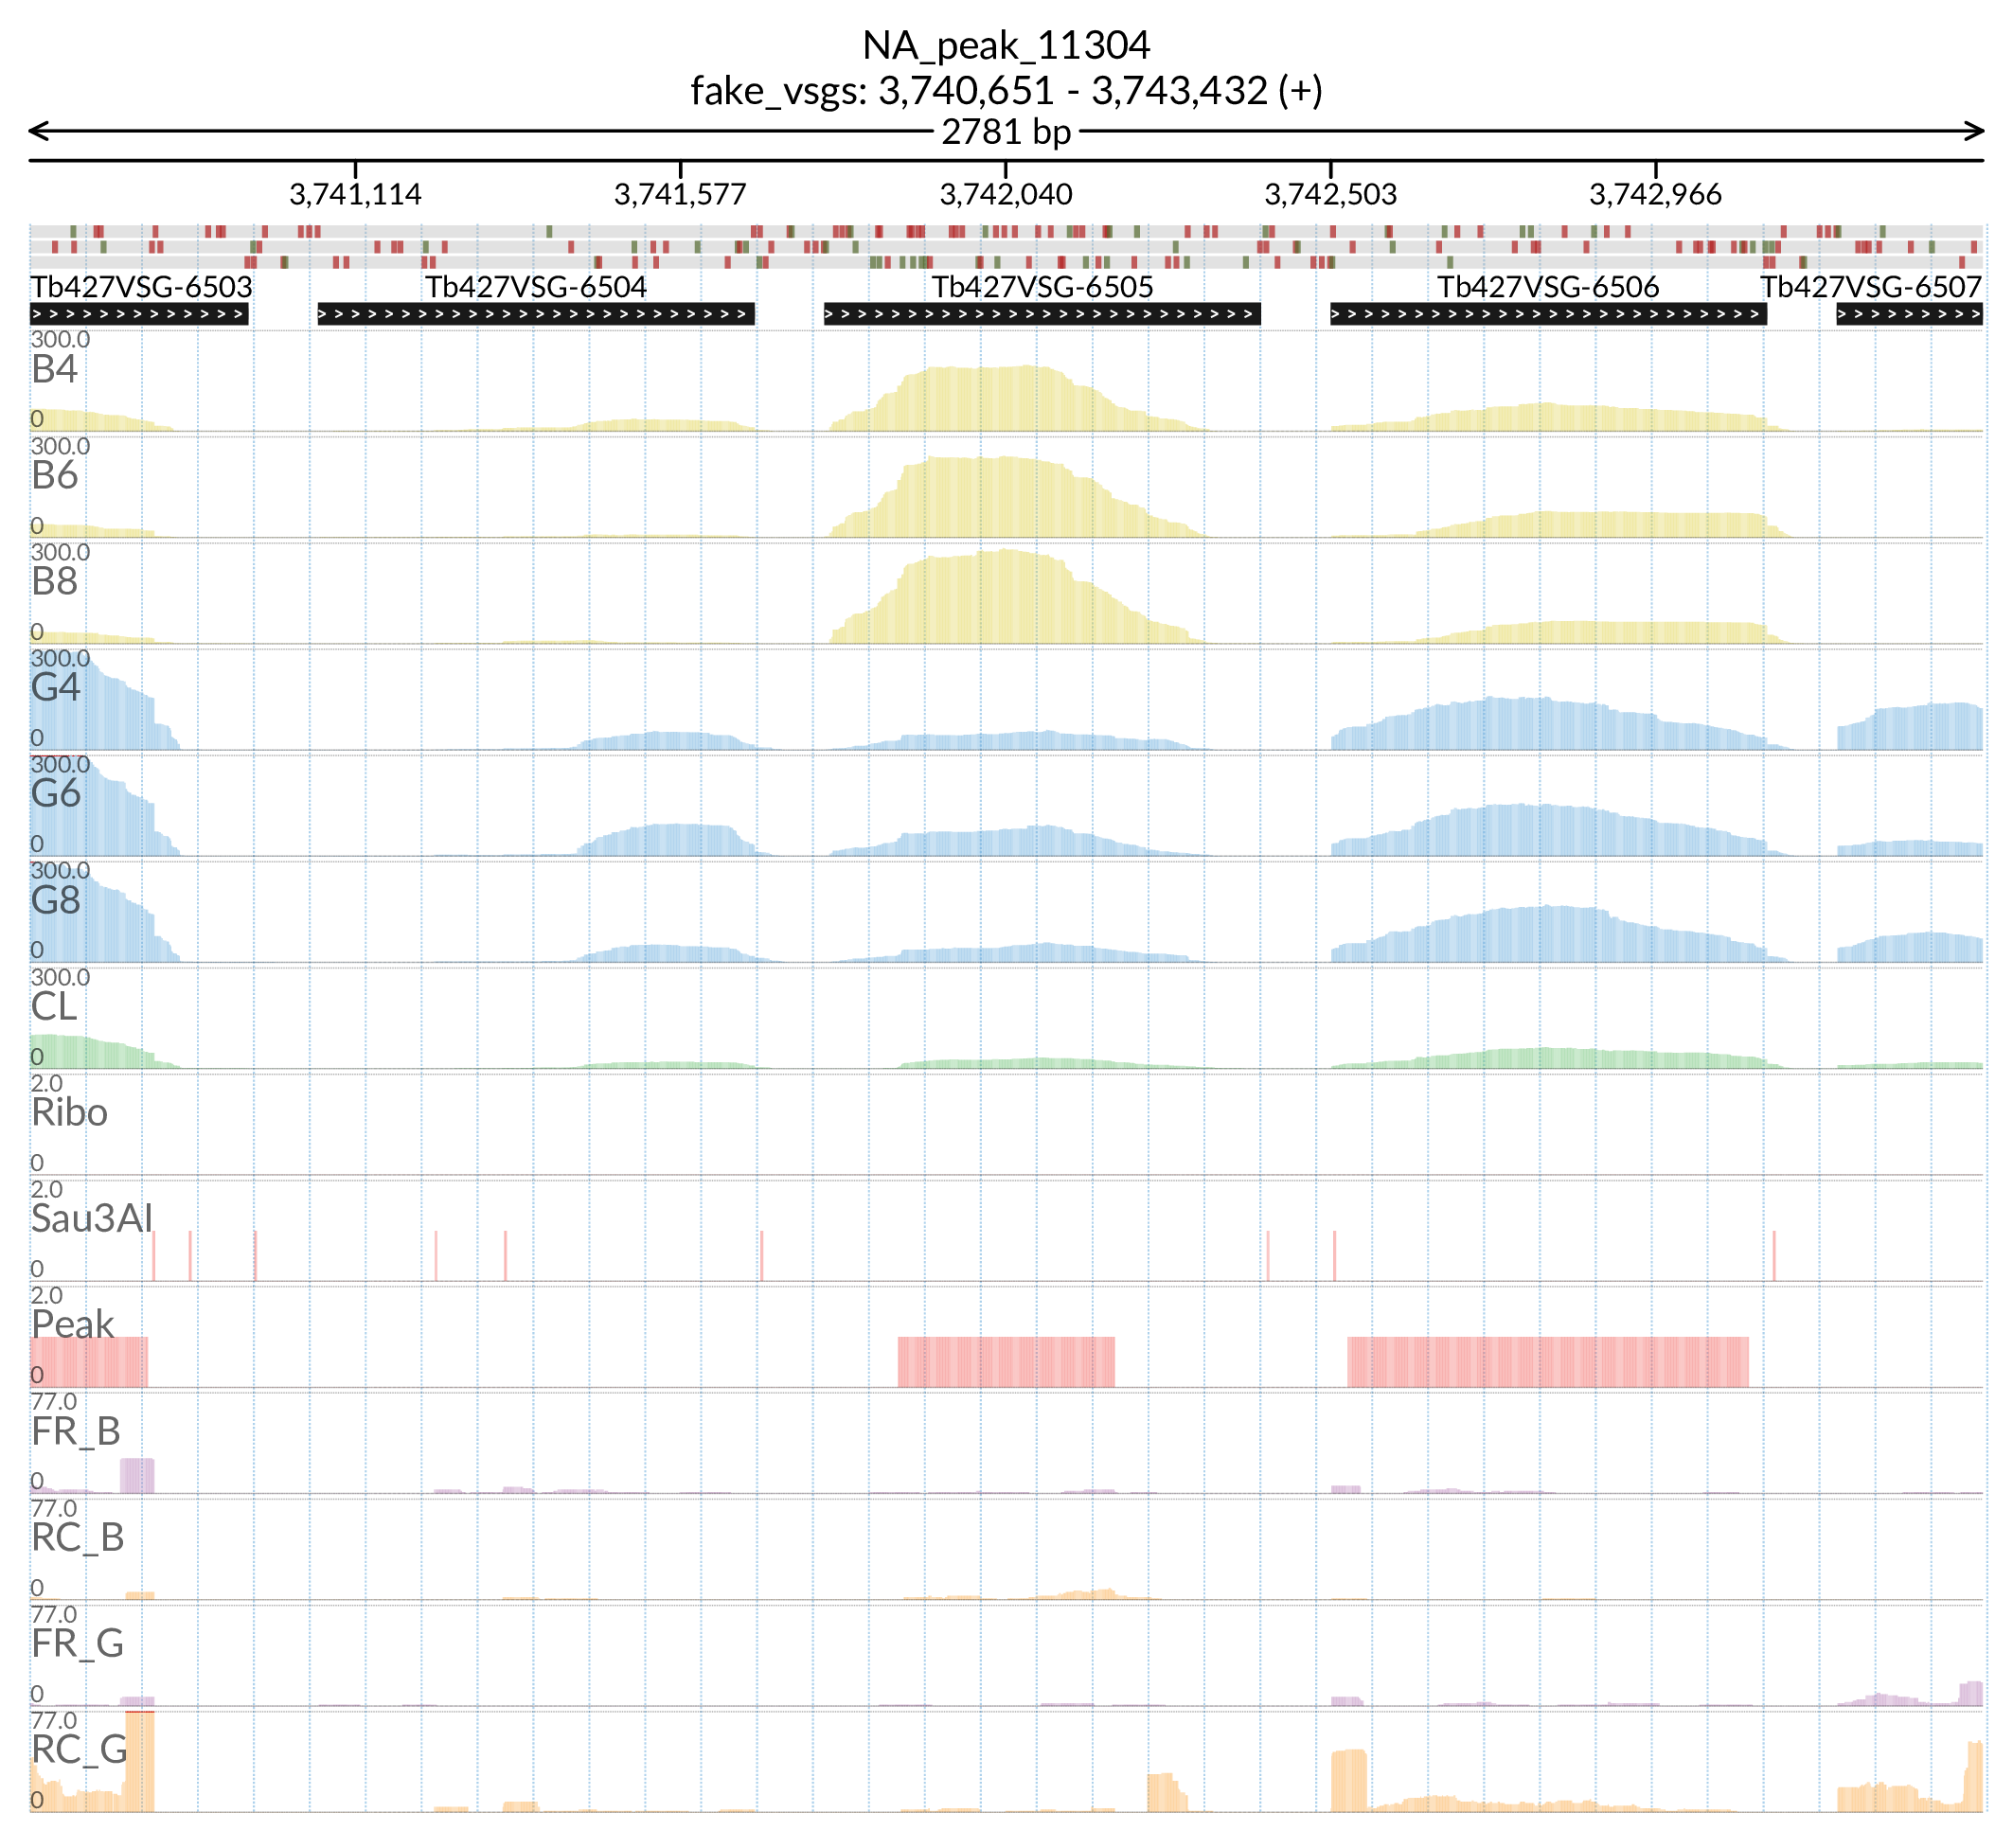 NA_peak_11304
fake_vsgs: 3,740,651 - 3,743,432 (+)
2781 bp
3,741,114 3,741,577 3,742,040 3,742,503 3,742,966
Tb427VSG-6503 Tb427VSG-6504 Tb427VSG-6505 Tb427VSG-6506 Tb427VSG-6507
300.0
B4
0
300.0
B6
0
300.0
B8
0
300.0
G4
0
300.0
G6
0
300.0
G8
0
300.0
CL
0
2.0
Ribo
0
2.0
Sau3AI
0
2.0
Peak
0
77.0
FR_B
0
77.0
RC_B
0
77.0
FR_G
0
77.0
RC_G
0